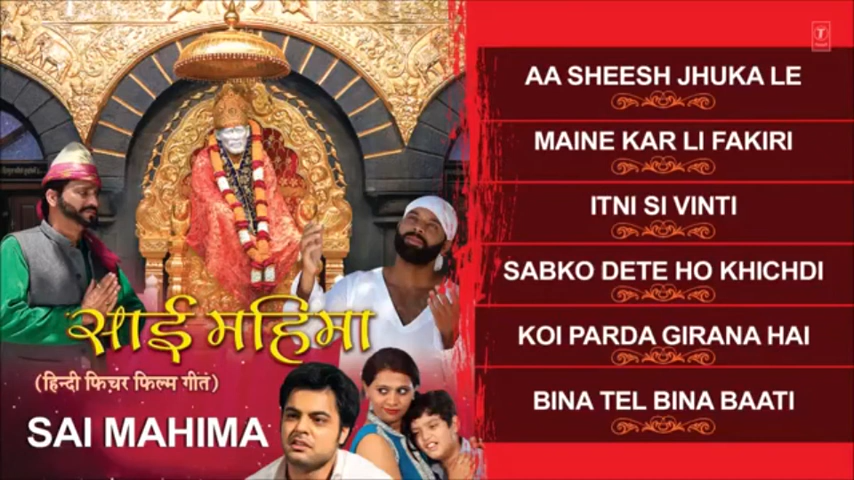 साई महिमा
(हिन्दी फिचर फिल्म गीत)
SAI MAHIMA
AA SHEESH JHUKA LE
MAINE KAR LI FAKIRI
ITNI SI VINTI
SABKO DETE HO KHICHDI
KOI PARDA GIRANA HAI
BINA TEL BINA BAATI